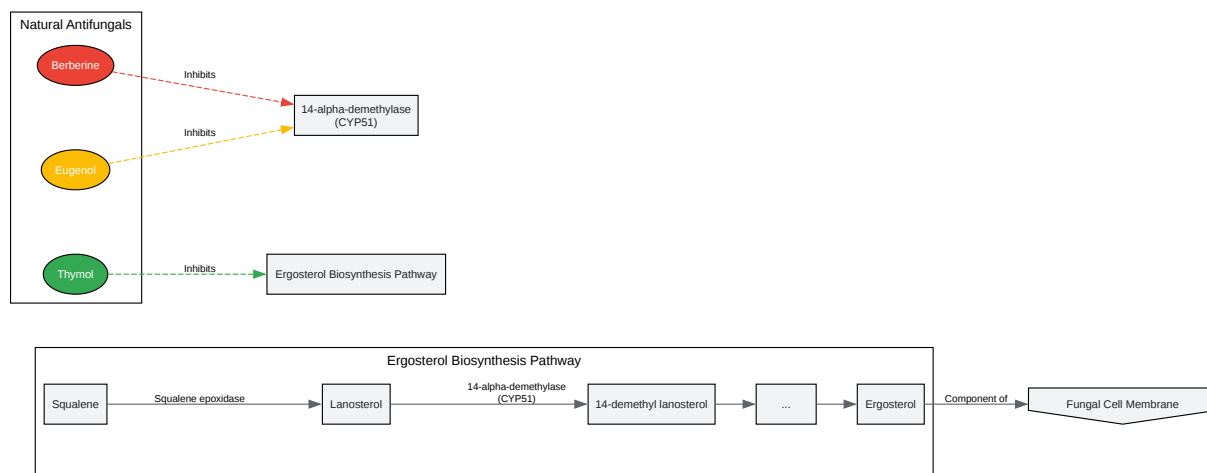 Natural Antifungals
Berberine
Inhibits
14-alpha-demethylase
(CYP51)
Inhibits
Eugenol
Thymol
Inhibits
Ergosterol Biosynthesis Pathway
Ergosterol Biosynthesis Pathway
Squalene
Squalene epoxidase
Lanosterol
14-alpha-demethylase
(CYP51)
14-demethyl lanosterol
...
Ergosterol
Component of
Fungal Cell Membrane